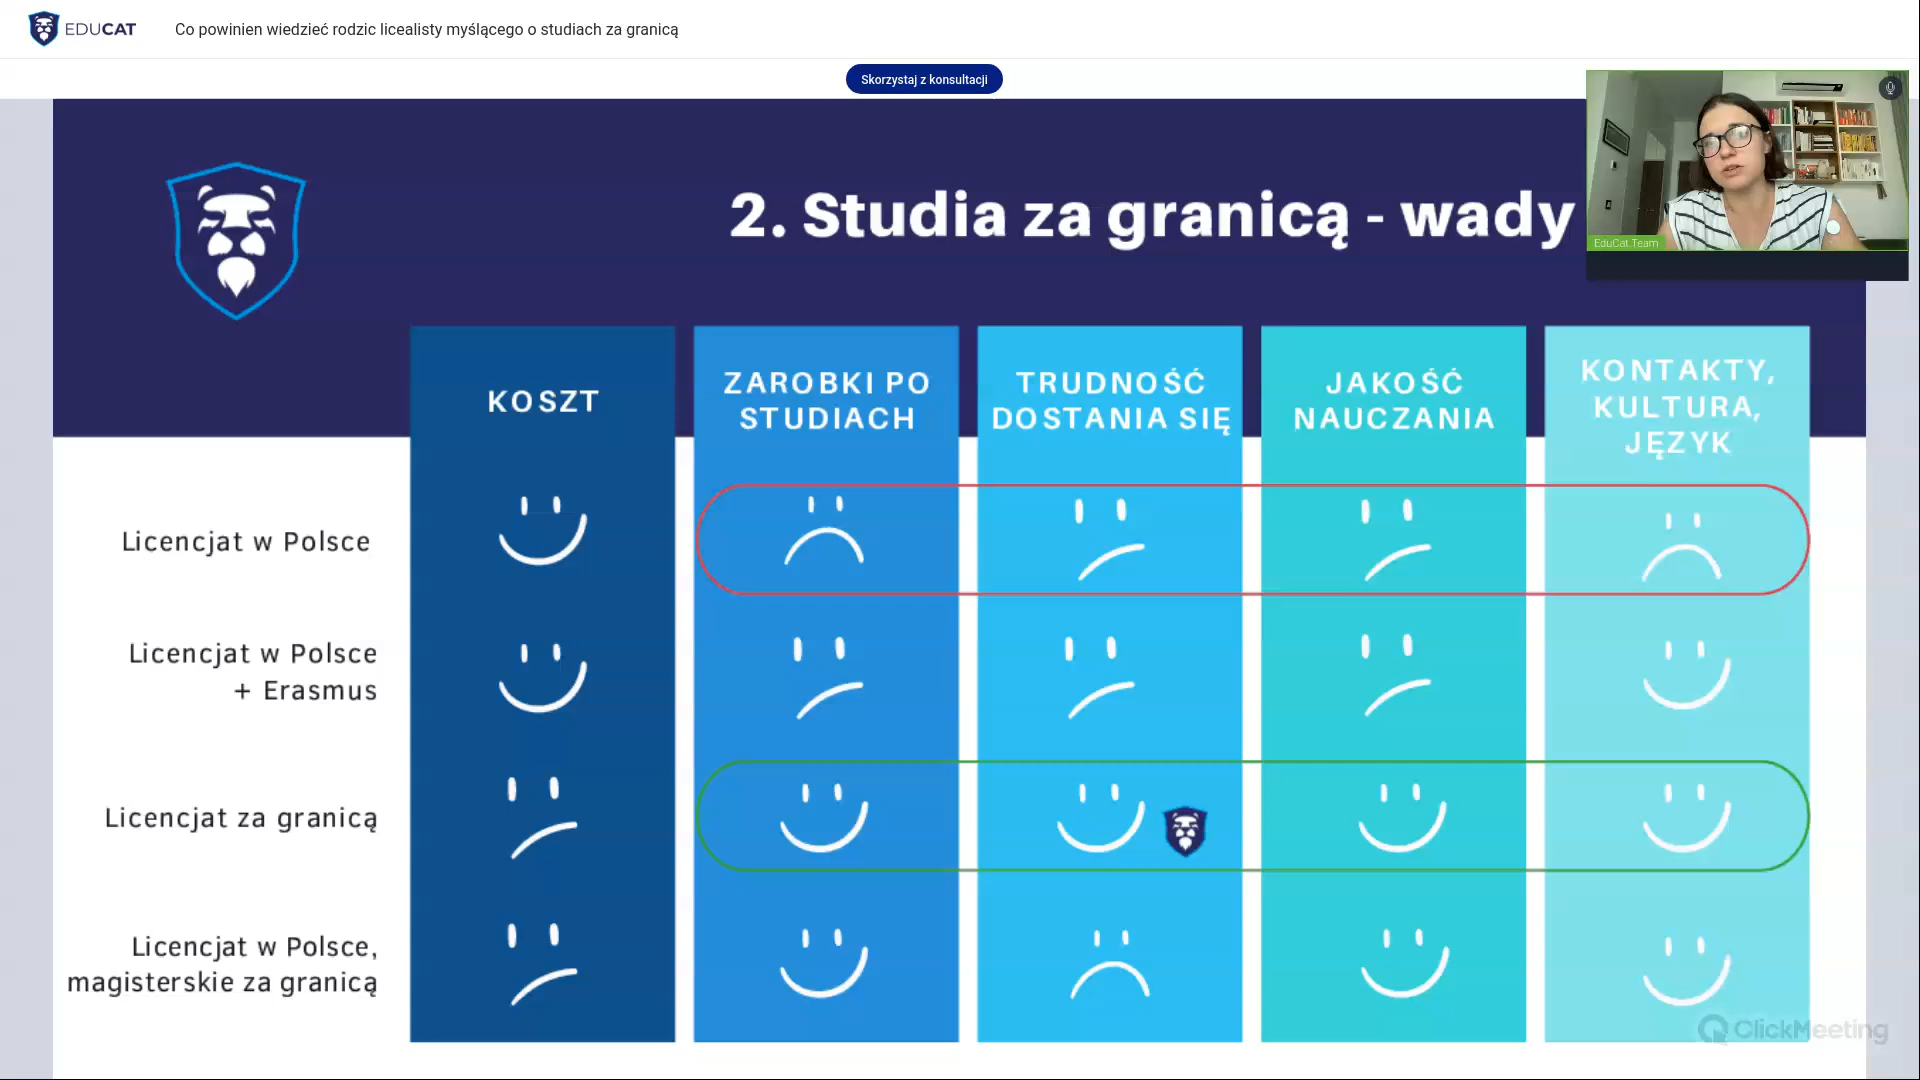 EDUCAT
Co powinien wiedzieć rodzic licealisty myślącego o studiach za granicą
Skorzystaj z konsultacji
EduCat Team
2. Studia za granicą - wady
KOSZT
ZAROBKI PO
STUDIACH
TRUDNOŚĆ
DOSTANIA SIĘ
JAKOŚĆ
NAUCZANIA
KONTAKTY,
KULTURA,
JĘZYK
Licencjat w Polsce
Licencjat w Polsce
+ Erasmus
Licencjat za granicą
Licencjat w Polsce,
magisterskie za granicą
ClickMeeting